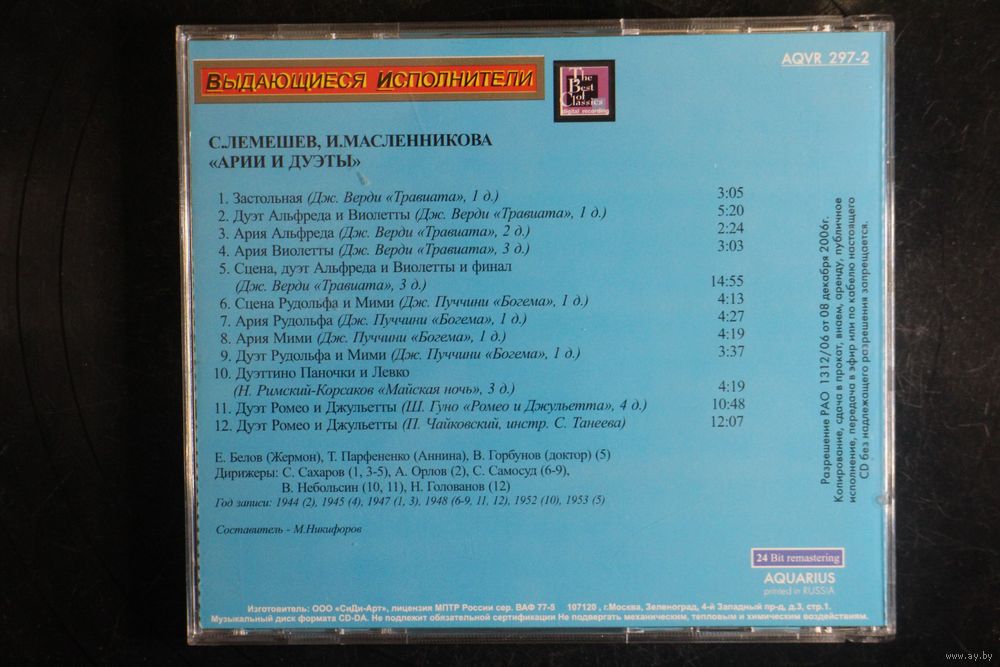 AQVR 297-2
Выдающиеся Исполнители
The Best of Classics
digital recording
С.ЛЕМЕШЕВ, И.МАСЛЕННИКОВА
«АРИИ И ДУЭТЫ»
1. Застольная (Дж. Верди «Травиата», 1 д.) 3:05
2. Дуэт Альфреда и Виолетты (Дж. Верди «Травиата», 1 д.) 5:20
3. Ария Альфреда (Дж. Верди «Травиата», 2 д.) 2:24
4. Ария Виолетты (Дж. Верди «Травиата», 3 д.) 3:03
5. Сцена, дуэт Альфреда и Виолетты и финал
(Дж. Верди «Травиата», 3 д.) 14:55
6. Сцена Рудольфа и Мими (Дж. Пуччини «Богема», 1 д.) 4:13
7. Ария Рудольфа (Дж. Пуччини «Богема», 1 д.) 4:27
8. Ария Мими (Дж. Пуччини «Богема», 1 д.) 4:19
9. Дуэт Рудольфа и Мими (Дж. Пуччини «Богема», 1 д.) 3:37
10. Дуэттино Паночки и Левко
(Н. Римский-Корсаков «Майская ночь», 3 д.) 4:19
11. Дуэт Ромео и Джульетты (Ш. Гуно «Ромео и Джульетта», 4 д.) 10:48
12. Дуэт Ромео и Джульетты (П. Чайковский, инстр. С. Танеева) 12:07
Е. Белов (Жермон), Т. Парфененко (Аннина), В. Горбунов (доктор) (5)
Дирижеры: С. Сахаров (1, 3-5), А. Орлов (2), С. Самосуд (6-9),
В. Небольсин (10, 11), Н. Голованов (12)
Год записи: 1944 (2), 1945 (4), 1947 (1, 3), 1948 (6-9, 11, 12), 1952 (10), 1953 (5)
Составитель - М.Никифоров
Разрешение РАО 1312/06 от 08 декабря 2006г.
Копирование, сдача в прокат, внаем, аренду, публичное
исполнение, передача в эфир или по кабелю настоящего
CD без надлежащего разрешения запрещается.
24 Bit remastering
AQUARIUS
printed in RUSSIA
Изготовитель: ООО «СиДи-Арт», лицензия МПТР России сер. ВАФ 77-5 107120 , г.Москва, Зеленоград, 4-й Западный пр-д, д.3, стр.1.
Музыкальный диск формата CD-DA. Не подлежит обязательной сертификации Не подвергать механическим, тепловым и химическим воздействиям.
www.ay.by